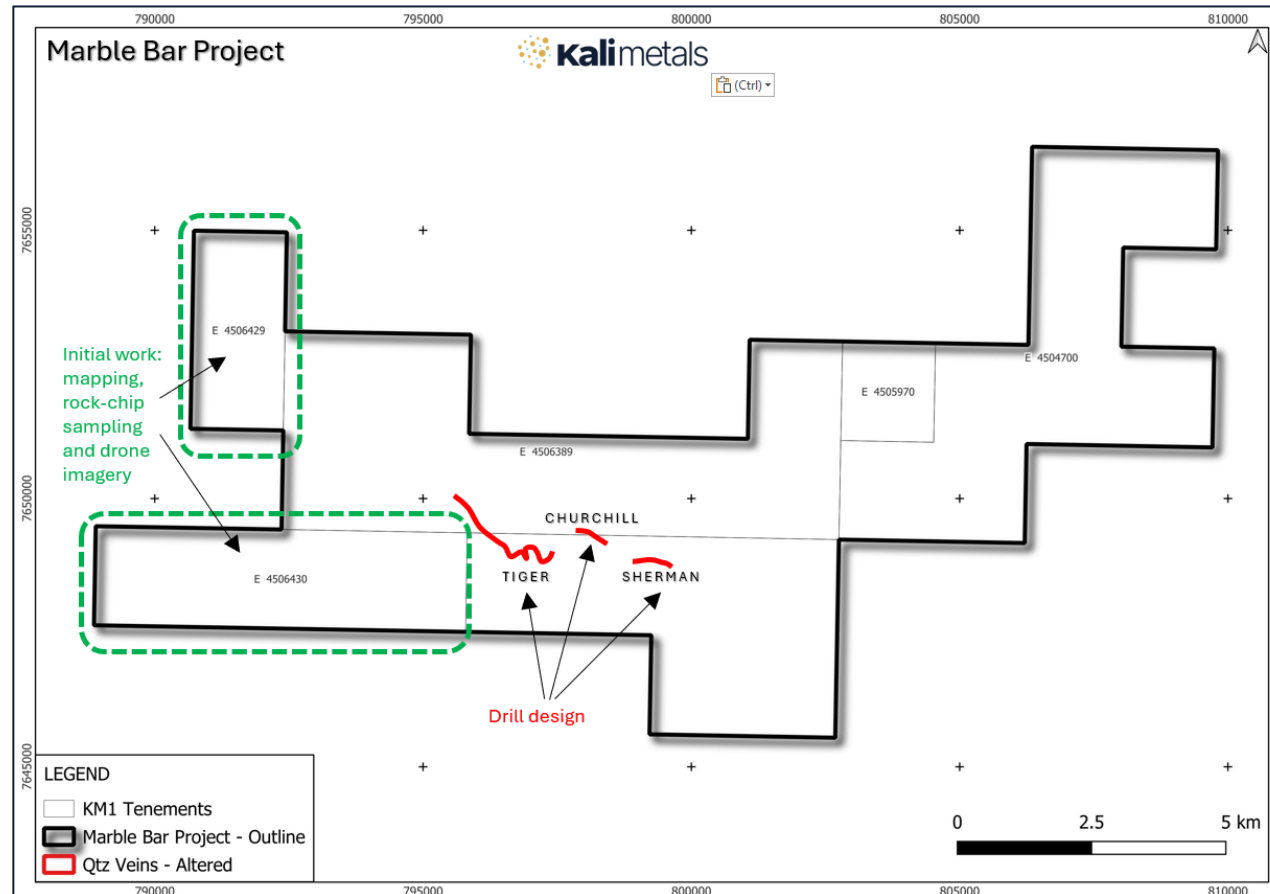 790000
795000
800000
805000
810000
Marble Bar Project
Kalimetals
(Ctrl)
7655000
E 4506429
Initial work:
mapping,
rock-chip
sampling
and drone
imagery
E 4504700
E 4505970
E 4506389
7650000
CHURCHILL
TIGER
SHERMAN
E 4506430
Drill design
7645000
LEGEND
KM1 Tenements
Marble Bar Project - Outline
Qtz Veins - Altered
0
2.5
5 km
790000
795000
800000
805000
810000